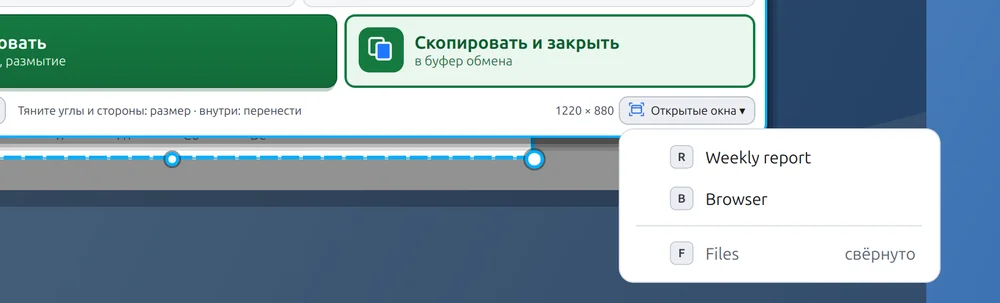 овать
, размытие
Скопировать и закрыть
в буфер обмена
Тяните углы и стороны: размер · внутри: перенести
1220 × 880
Открытые окна ▾
R Weekly report
B Browser
F Files свёрнуто